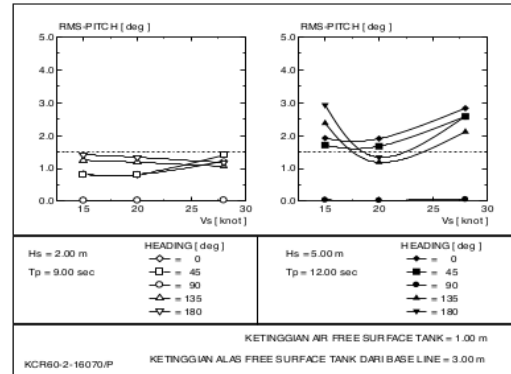 RMS-PITCH [ deg ]
5.0
4.0
3.0
2.0
1.0
0.0
15
20
25
30
Vs [ knot ]
RMS-PITCH [ deg ]
5.0
4.0
3.0
2.0
1.0
0.0
15
20
25
30
Vs [ knot ]
Hs = 2.00 m
Tp = 9.00 sec
HEADING [ deg ]
= 0
= 45
= 90
= 135
= 180
Hs = 5.00 m
Tp = 12.00 sec
HEADING [ deg ]
= 0
= 45
= 90
= 135
= 180
KETINGGIAN AIR FREE SURFACE TANK = 1.00 m
KCR60-2-16070/P
KETINGGIAN ALAS FREE SURFACE TANK DARI BASE LINE = 3.00 m